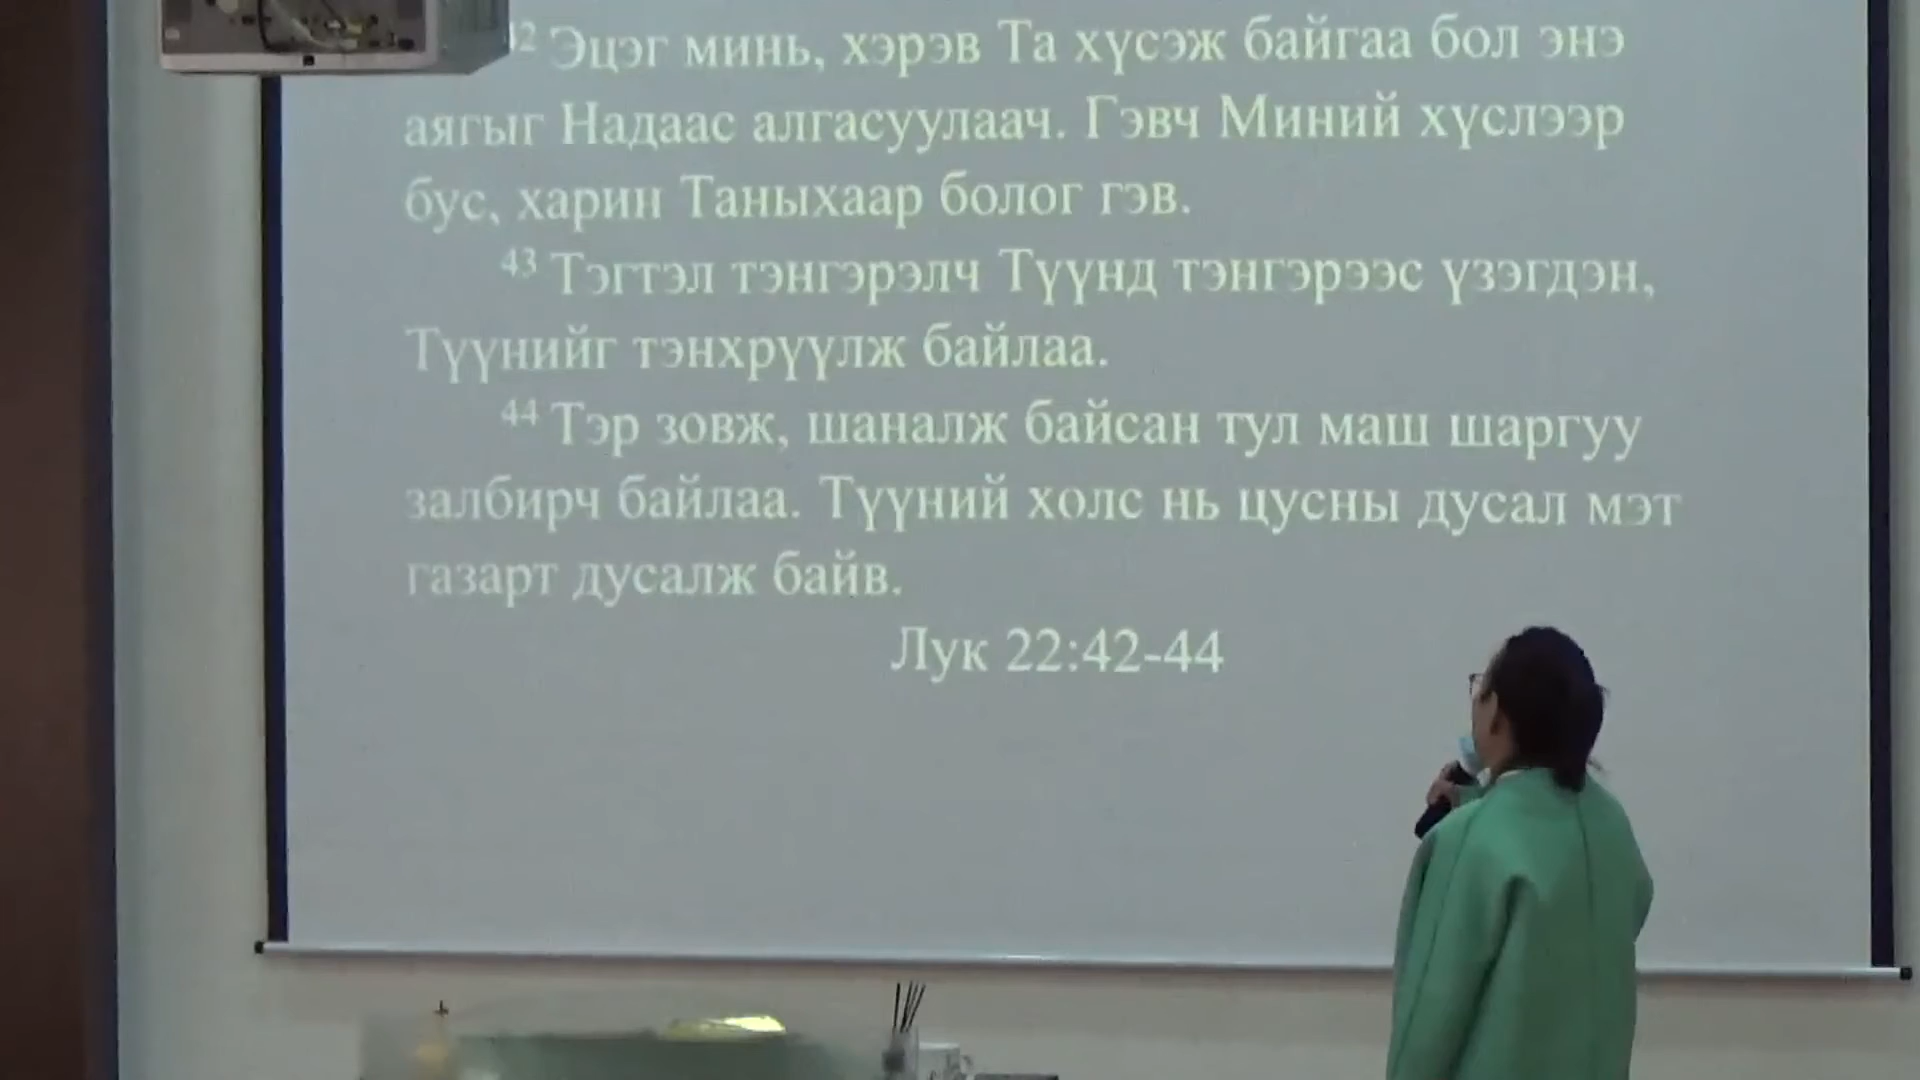 42 Эцэг минь, хэрэв Та хүсэж байгаа бол энэ
аягыг Надаас алгасуулаач. Гэвч Миний хүслээр
бус, харин Таныхаар болог гэв.
43 Тэгтэл тэнгэрэлч Түүнд тэнгэрээс үзэгдэн,
Түүнийг тэнхрүүлж байлаа.
44 Тэр зовж, шаналж байсан тул маш шаргуу
залбирч байлаа. Түүний холс нь цусны дусал мэт
газарт дусалж байв.
Лук 22:42-44